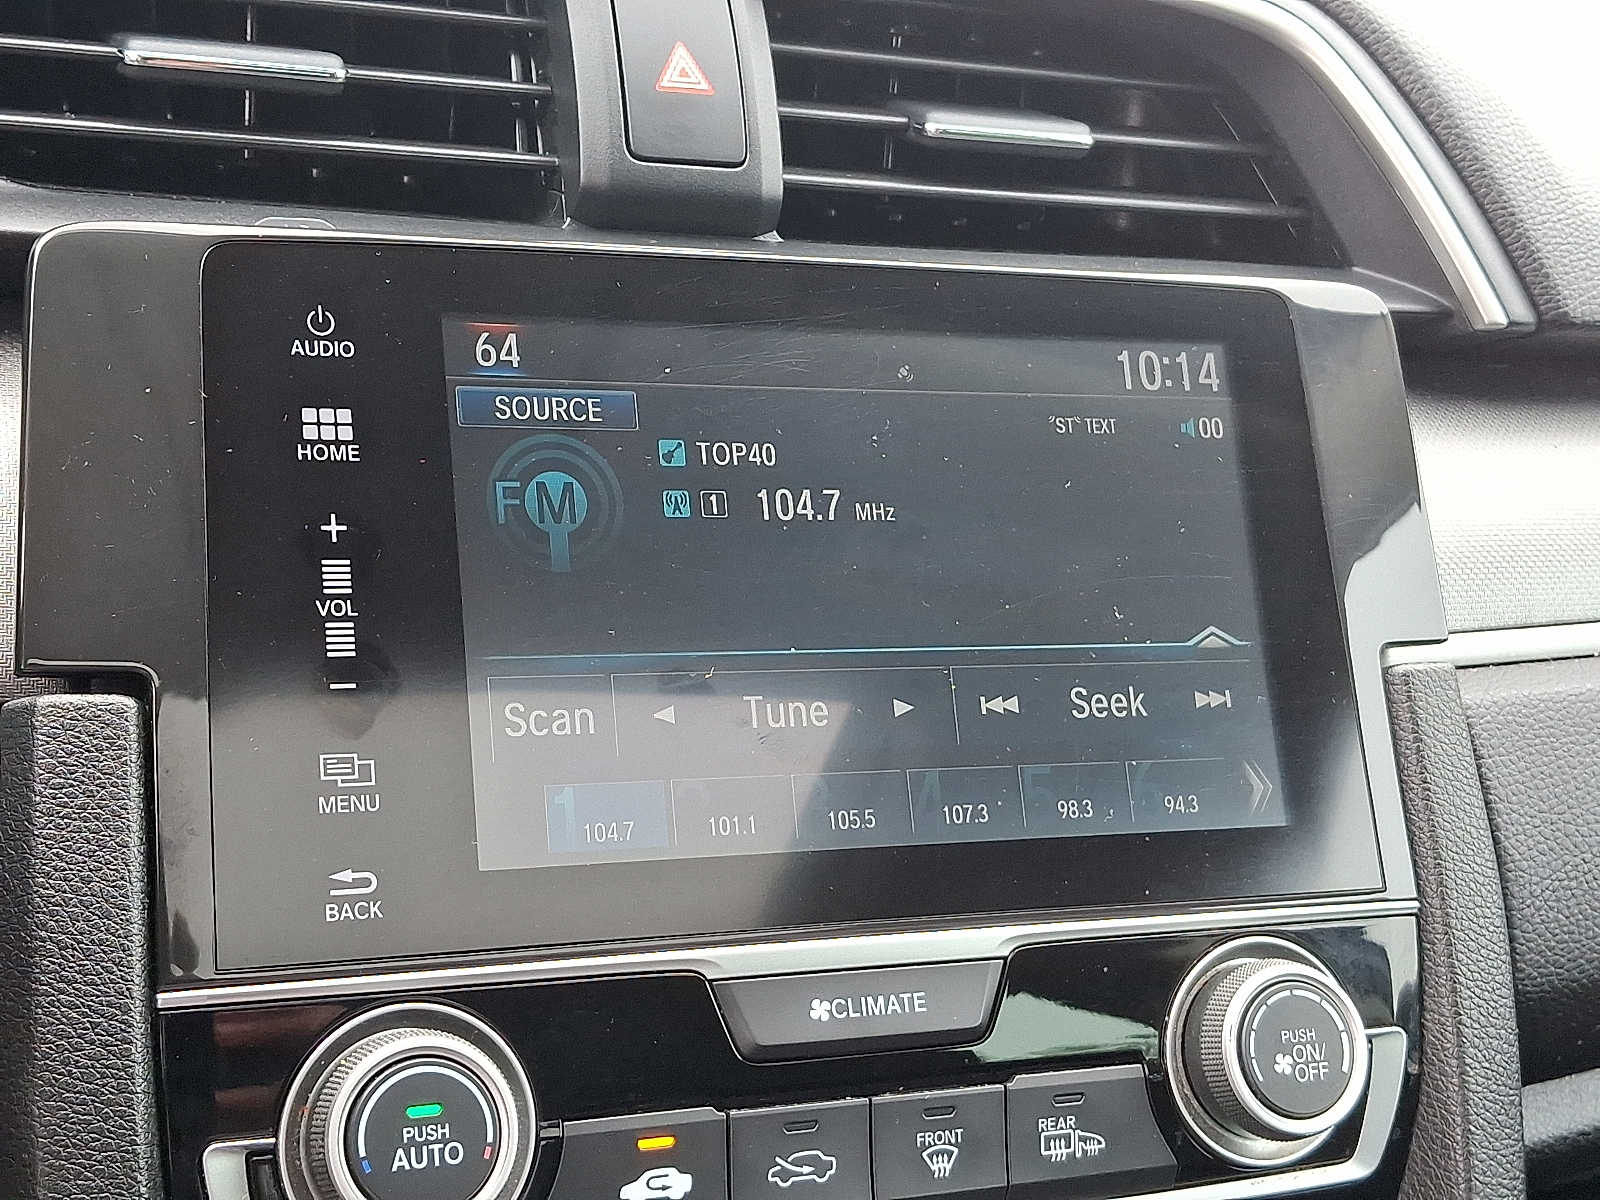 AUDIO
HOME
+
VOL
−
MENU
BACK
64
10:14
SOURCE
"ST" TEXT
00
FM
TOP40
1 104.7 MHz
Scan
Tune
Seek
1 104.7
101.1
105.5
4 107.3
5 98.3
6 94.3
CLIMATE
PUSH
AUTO
FRONT
REAR
PUSH
ON/
OFF